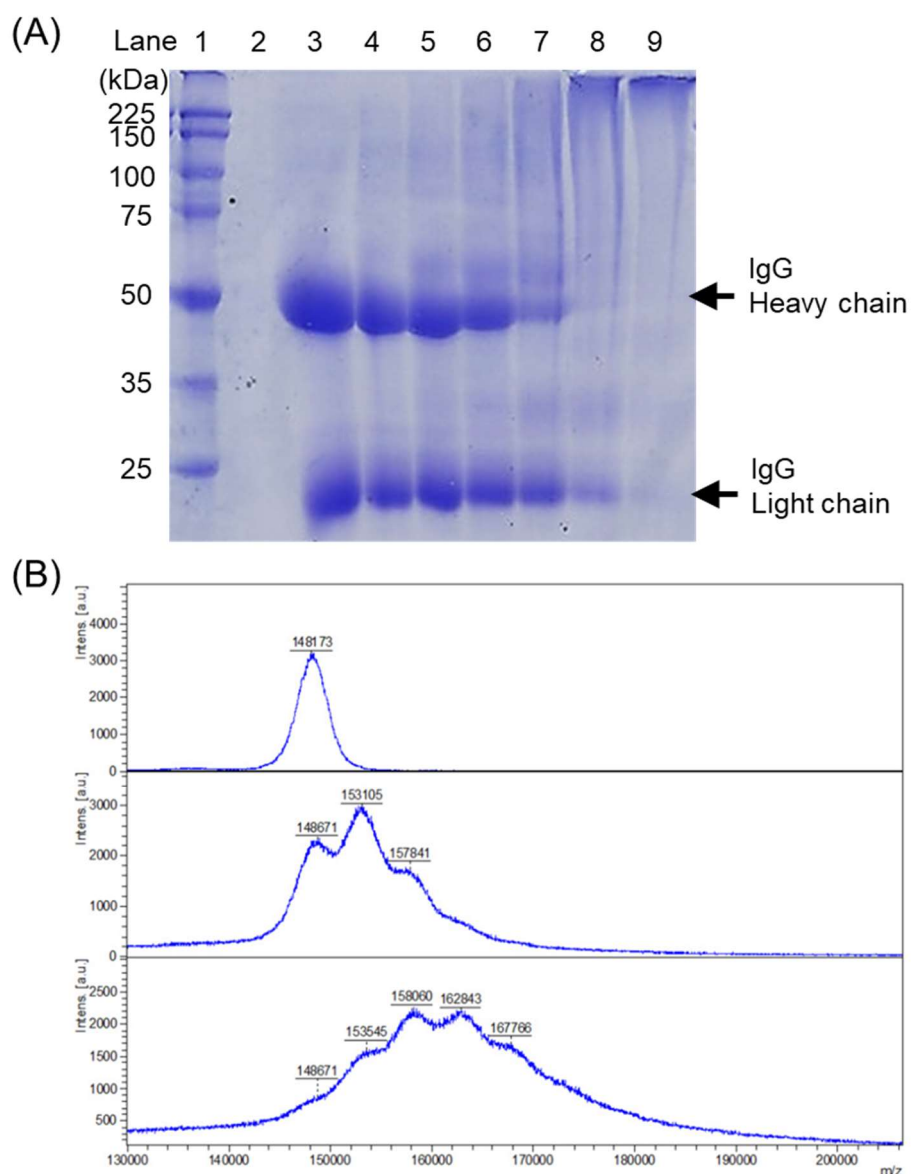 (A)
Lane 1 2 3 4 5 6 7 8 9
(kDa)
225
150
100
75
50
35
25
IgG
Heavy chain
IgG
Light chain
(B)
Intens. [a.u.]
4000
3000
2000
1000
0
148173
Intens. [a.u.]
3000
2000
1000
0
148671
153105
157841
Intens. [a.u.]
2500
2000
1500
1000
500
148671
153545
158060
162843
167766
130000 140000 150000 160000 170000 180000 190000 200000
m/z